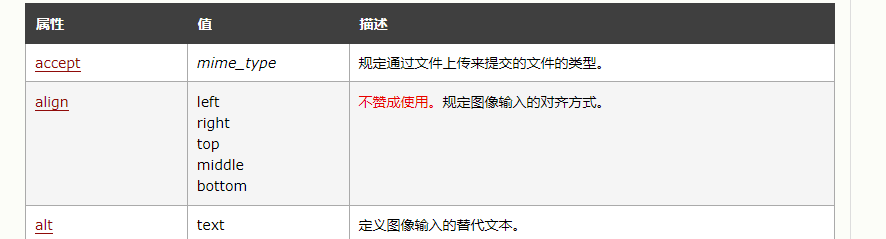 属性 值 描述
accept mime_type 规定通过文件上传来提交的文件的类型。
align left 不赞成使用。规定图像输入的对齐方式。
right
top
middle
bottom
alt text 定义图像输入的替代文本。